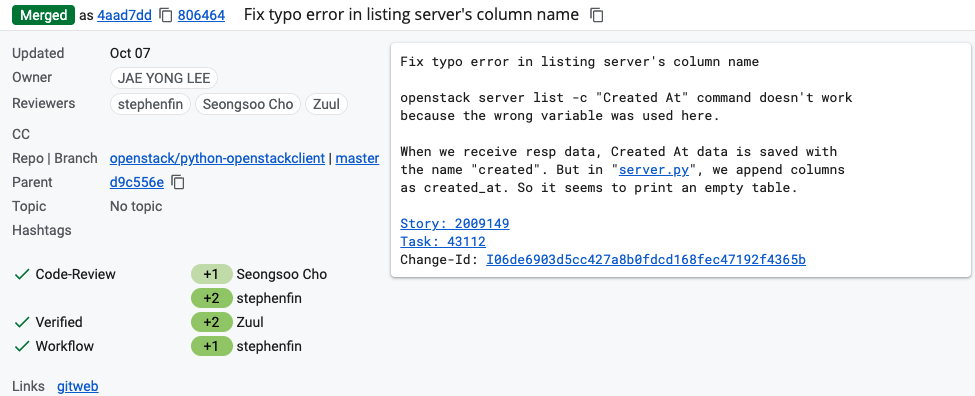 Merged as 4aad7dd 806464 Fix typo error in listing server's column name
Updated Oct 07
Owner JAE YONG LEE
Reviewers stephenfin Seongsoo Cho Zuul
CC
Repo | Branch openstack/python-openstackclient | master
Parent d9c556e
Topic No topic
Hashtags
Code-Review +1 Seongsoo Cho
+2 stephenfin
Verified +2 Zuul
Workflow +1 stephenfin
Links gitweb
Fix typo error in listing server's column name
openstack server list -c "Created At" command doesn't work
because the wrong variable was used here.
When we receive resp data, Created At data is saved with
the name "created". But in "server.py", we append columns
as created_at. So it seems to print an empty table.
Story: 2009149
Task: 43112
Change-Id: I06de6903d5cc427a8b0fdcd168fec47192f4365b